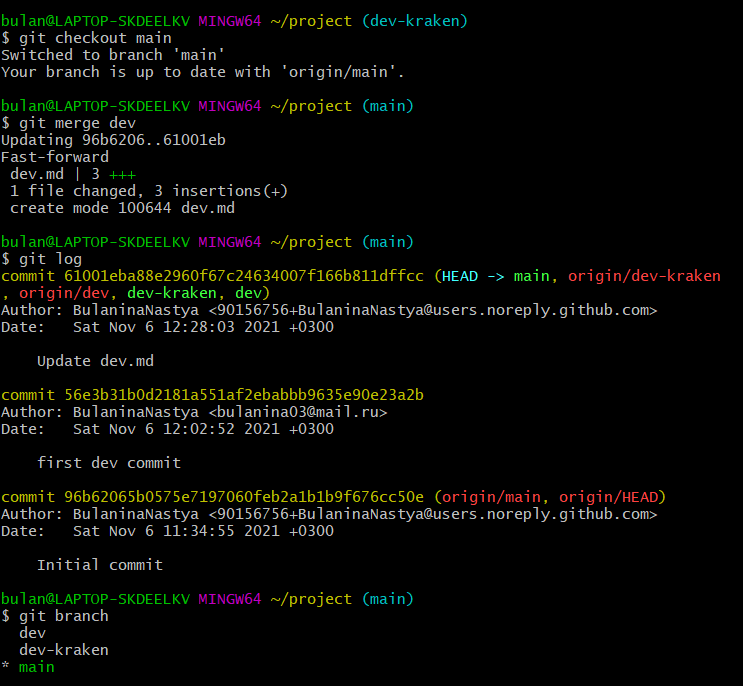 bulan@LAPTOP-SKDEELKV MINGW64 ~/project (dev-kraken)
$ git checkout main
Switched to branch 'main'
Your branch is up to date with 'origin/main'.
bulan@LAPTOP-SKDEELKV MINGW64 ~/project (main)
$ git merge dev
Updating 96b6206..61001eb
Fast-forward
 dev.md | 3 +++
 1 file changed, 3 insertions(+)
 create mode 100644 dev.md
bulan@LAPTOP-SKDEELKV MINGW64 ~/project (main)
$ git log
commit 61001eba88e2960f67c24634007f166b811dffcc (HEAD -> main, origin/dev-kraken
, origin/dev, dev-kraken, dev)
Author: BulaninaNastya <90156756+BulaninaNastya@users.noreply.github.com>
Date:   Sat Nov 6 12:28:03 2021 +0300
    Update dev.md
commit 56e3b31b0d2181a551af2ebabbb9635e90e23a2b
Author: BulaninaNastya <bulanina03@mail.ru>
Date:   Sat Nov 6 12:02:52 2021 +0300
    first dev commit
commit 96b62065b0575e7197060feb2a1b1b9f676cc50e (origin/main, origin/HEAD)
Author: BulaninaNastya <90156756+BulaninaNastya@users.noreply.github.com>
Date:   Sat Nov 6 11:34:55 2021 +0300
    Initial commit
bulan@LAPTOP-SKDEELKV MINGW64 ~/project (main)
$ git branch
  dev
  dev-kraken
* main